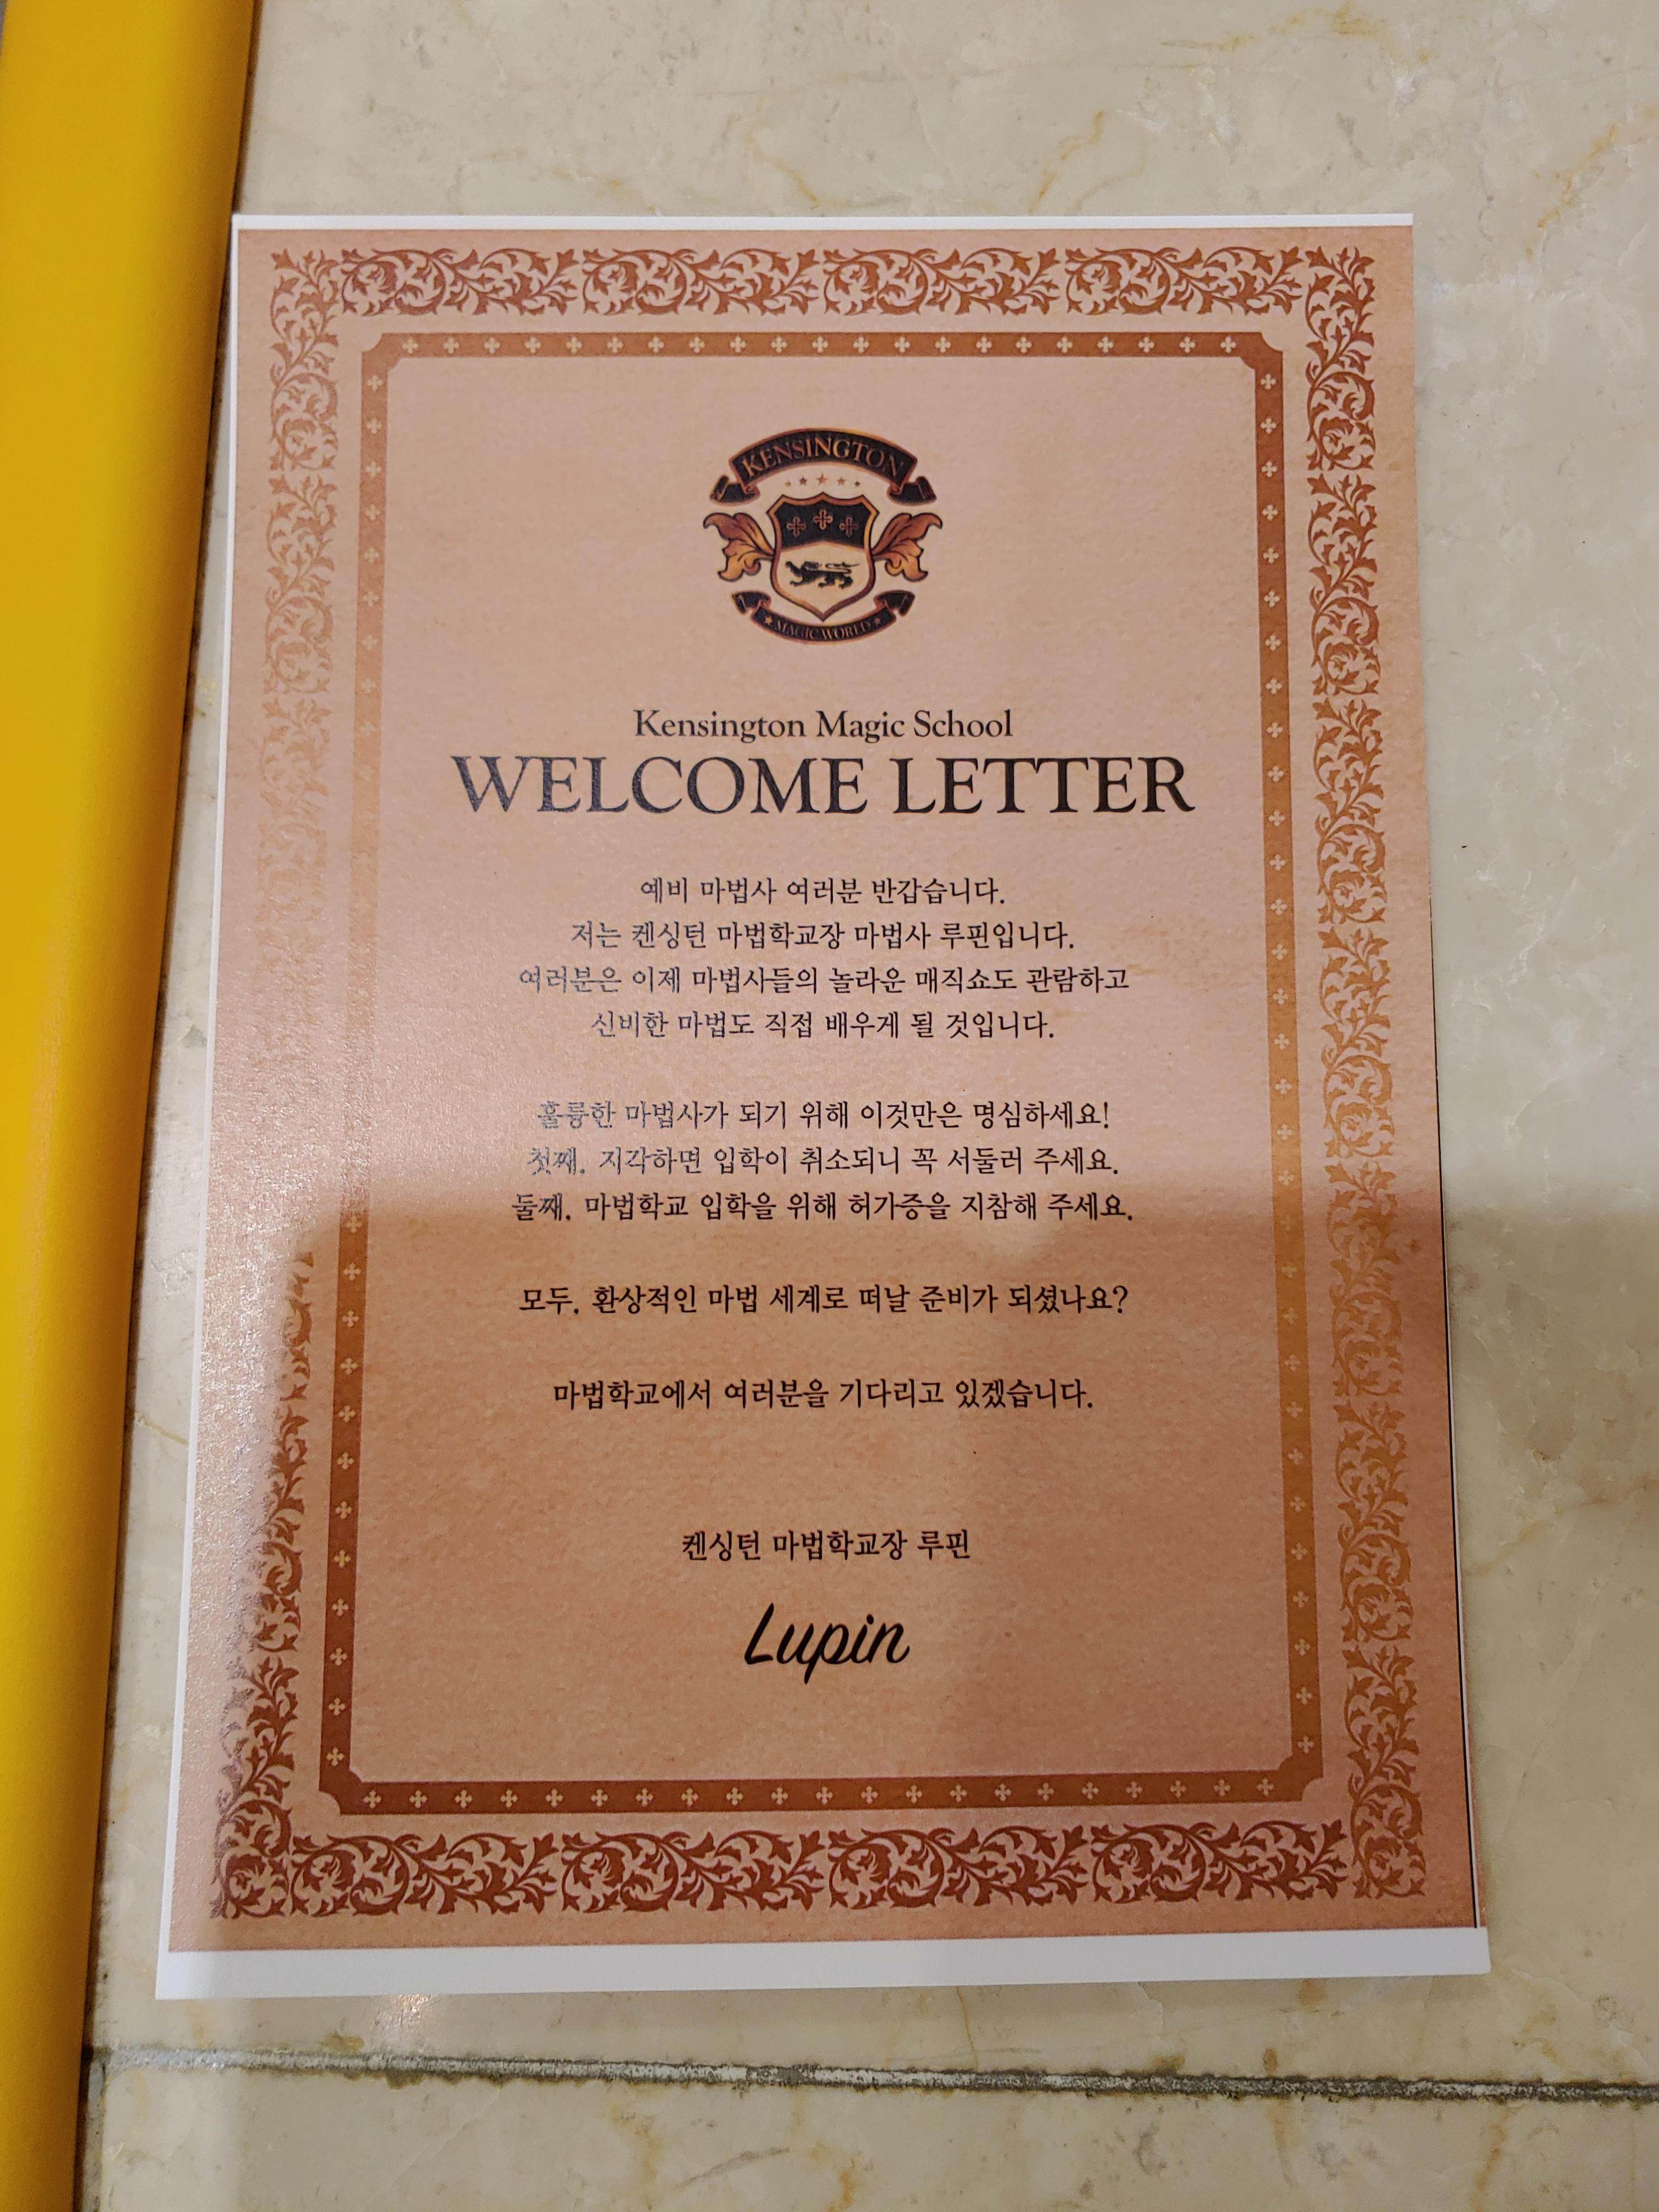 KENSINGTON
MAGIC WORLD
Kensington Magic School
WELCOME LETTER
예비 마법사 여러분 반갑습니다.
저는 켄싱턴 마법학교장 마법사 루핀입니다.
여러분은 이제 마법사들의 놀라운 매직쇼도 관람하고
신비한 마법도 직접 배우게 될 것입니다.
훌륭한 마법사가 되기 위해 이것만은 명심하세요!
첫째. 지각하면 입학이 취소되니 꼭 서둘러 주세요.
둘째. 마법학교 입학을 위해 허가증을 지참해 주세요.
모두, 환상적인 마법 세계로 떠날 준비가 되셨나요?
마법학교에서 여러분을 기다리고 있겠습니다.
켄싱턴 마법학교장 루핀
Lupin